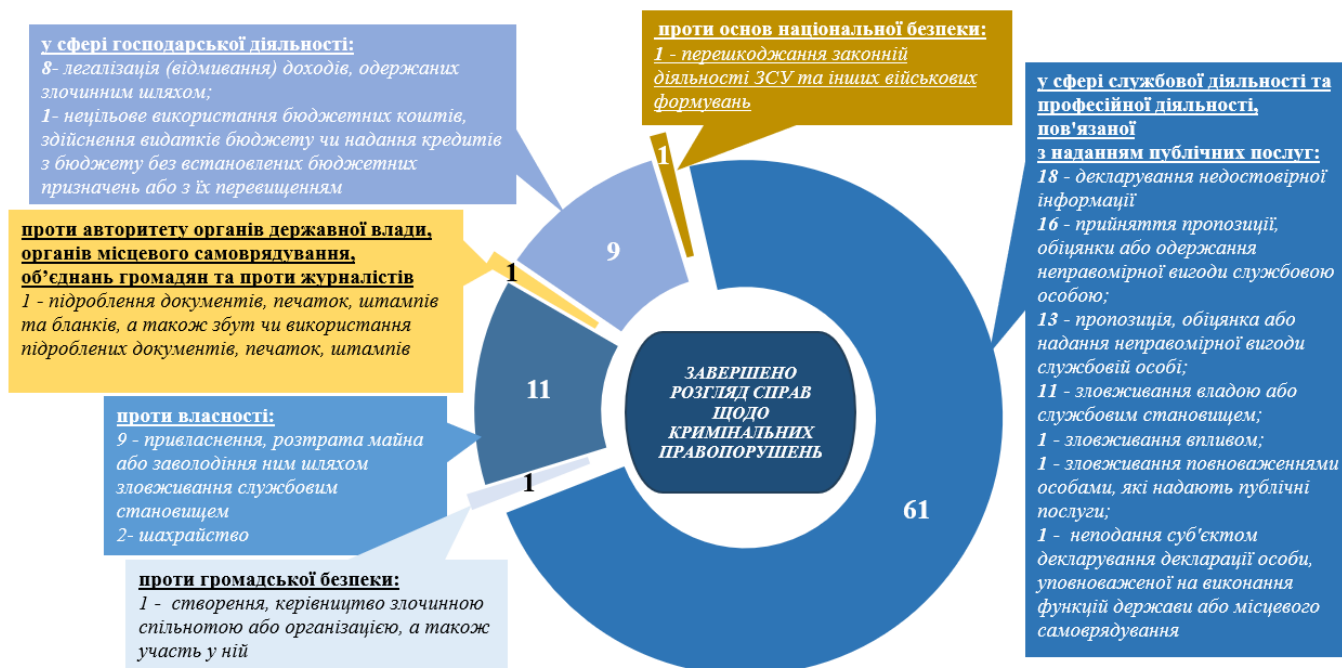 у сфері господарської діяльності:
8- легалізація (відмивання) доходів, одержаних
злочинним шляхом;
1- нецільове використання бюджетних коштів,
здійснення видатків бюджету чи надання кредитів
з бюджету без встановлених бюджетних
призначень або з їх перевищенням
проти основ національної безпеки:
1 - перешкоджання законній
діяльності ЗСУ та інших військових
формувань
проти авторитету органів державної влади,
органів місцевого самоврядування,
об’єднань громадян та проти журналістів
1 - підроблення документів, печаток, штампів
та бланків, а також збут чи використання
підроблених документів, печаток, штампів
проти власності:
9 - привласнення, розтрата майна
або заволодіння ним шляхом
зловживання службовим
становищем
2- шахрайство
проти громадської безпеки:
1 - створення, керівництво злочинною
спільнотою або організацією, а також
участь у ній
1
9
1
11
1
61
ЗАВЕРШЕНО
РОЗГЛЯД СПРАВ
ЩОДО
КРИМІНАЛЬНИХ
ПРАВОПОРУШЕНЬ
у сфері службової діяльності та
професійної діяльності,
пов'язаної
з наданням публічних послуг:
18 - декларування недостовірної
інформації
16 - прийняття пропозиції,
обіцянки або одержання
неправомірної вигоди службовою
особою;
13 - пропозиція, обіцянка або
надання неправомірної вигоди
службовій особі;
11 - зловживання владою або
службовим становищем;
1 - зловживання впливом;
1 - зловживання повноваженнями
особами, які надають публічні
послуги;
1 - неподання суб'єктом
декларування декларації особи,
уповноваженої на виконання
функцій держави або місцевого
самоврядування